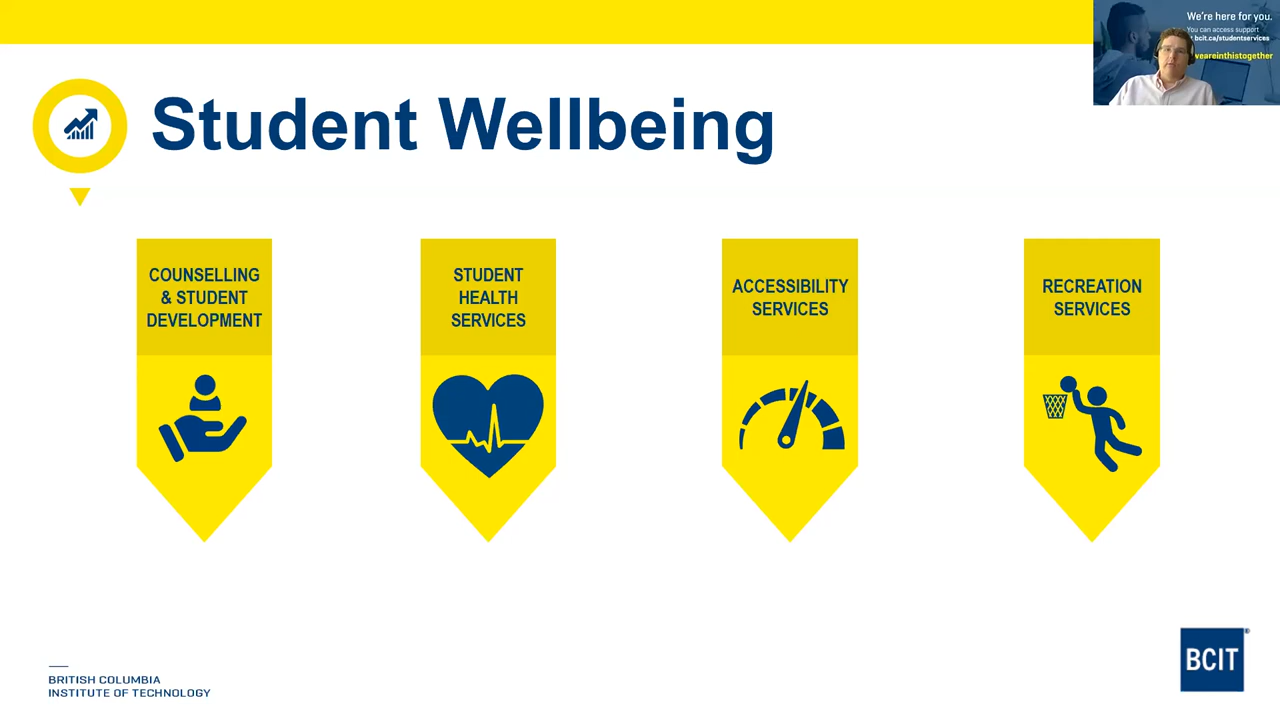 We're here for you.
You can access support
bcit.ca/studentservices
weareinthistogether
Student Wellbeing
COUNSELLING
& STUDENT
DEVELOPMENT
STUDENT
HEALTH
SERVICES
ACCESSIBILITY
SERVICES
RECREATION
SERVICES
BRITISH COLUMBIA
INSTITUTE OF TECHNOLOGY
BCIT®